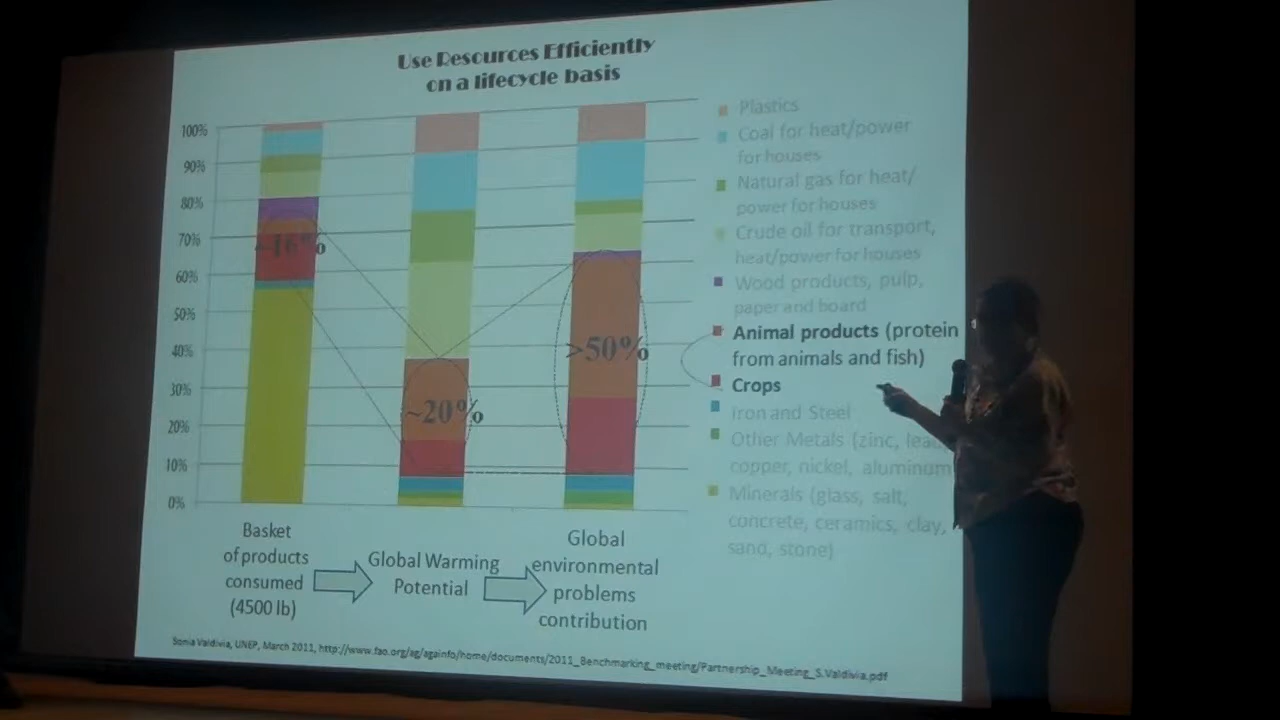 Use Resources Efficiently
on a lifecycle basis
100%
90%
80%
70%
60%
50%
40%
30%
20%
10%
0%
~16%
~20%
>50%
Plastics
Coal for heat/power
for houses
Natural gas for heat/
power for houses
Crude oil for transport,
heat/power for houses
Wood products, pulp,
paper and board
Animal products (protein
from animals and fish)
Crops
Iron and Steel
Other Metals (zinc, lead
copper, nickel, aluminum
Minerals (glass, salt,
concrete, ceramics, clay,
sand, stone)
Basket
of products
consumed
(4500 lb)
Global Warming
Potential
Global
environmental
problems
contribution
Sonia Valdivia, UNEP, March 2011, http://www.fao.org/ag/againfo/home/documents/2011_Benchmarking_meeting/Partnership_Meeting_S.Valdivia.pdf